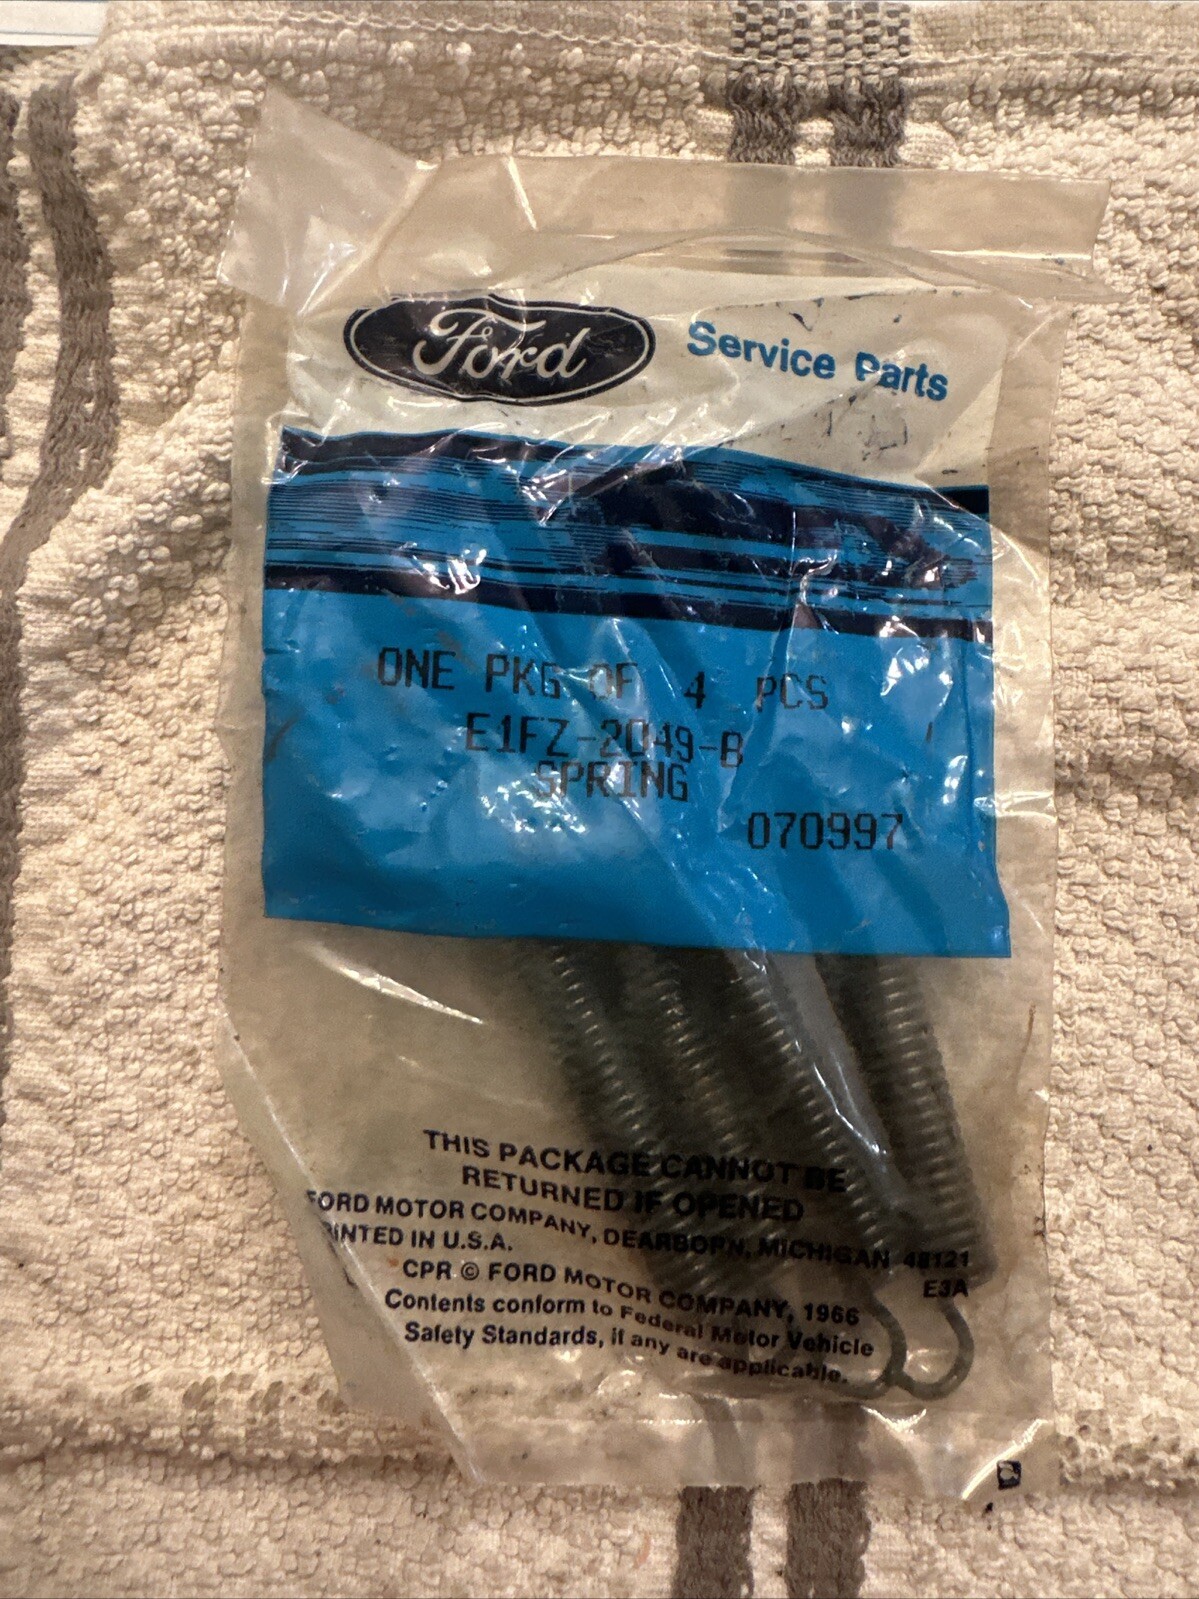 Ford
Service Parts
ONE PKG OF 4 PCS
E1FZ-2049-B
SPRING
070997
THIS PACKAGE CANNOT BE
RETURNED IF OPENED
FORD MOTOR COMPANY, DEARBORN, MICHIGAN 48121
PRINTED IN U.S.A.
E3A
CPR © FORD MOTOR COMPANY, 1966
Contents conform to Federal Motor Vehicle
Safety Standards, if any are applicable.